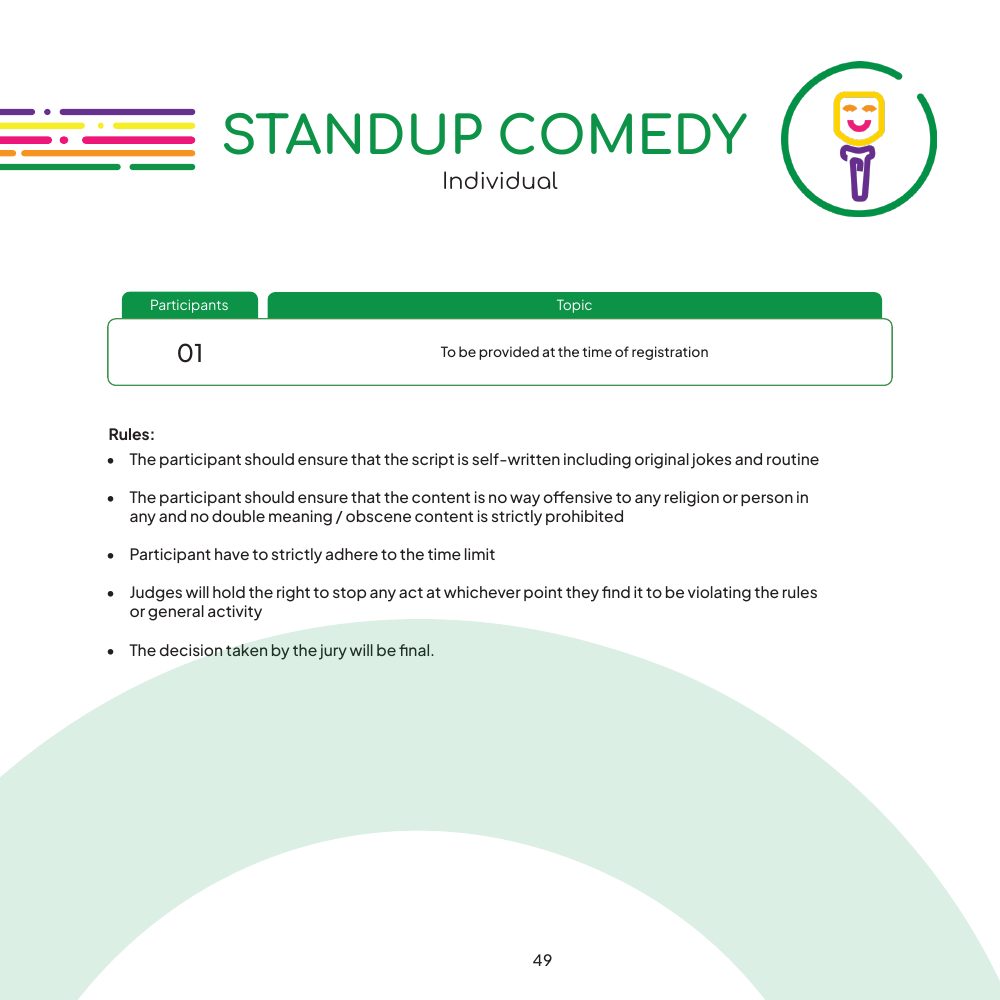 STANDUP COMEDY
Individual
Participants
Topic
01
To be provided at the time of registration
Rules:
• The participant should ensure that the script is self-written including original jokes and routine
• The participant should ensure that the content is no way offensive to any religion or person in
any and no double meaning / obscene content is strictly prohibited
• Participant have to strictly adhere to the time limit
• Judges will hold the right to stop any act at whichever point they find it to be violating the rules
or general activity
• The decision taken by the jury will be final.
49